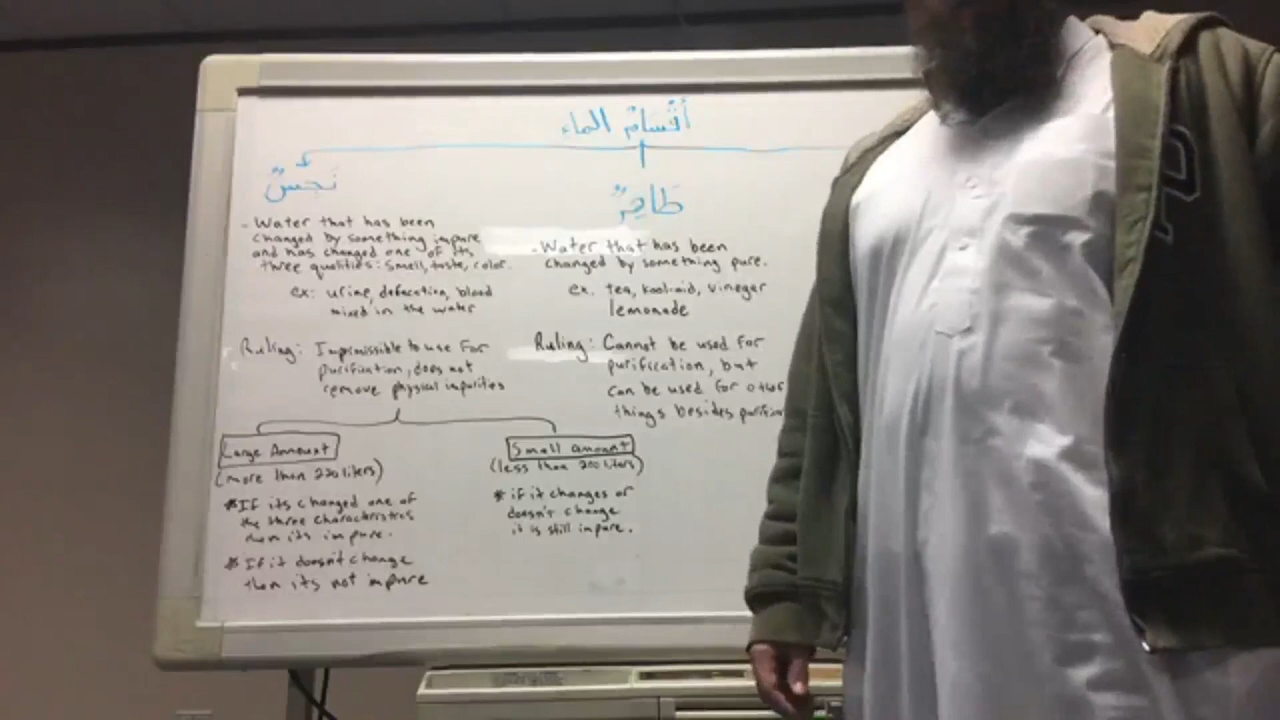 أَقْسَامُ الماء
طَاهِرٌ
- Water that has been
changed by something pure.
ex. tea, kool-aid, vinegar
lemonade
Ruling: Cannot be used for
purification, but
can be used for other
things besides purifica
نَجَسٌ
- Water that has been
changed by something impure
and has changed one of its
three qualities: smell, taste, color.
ex: urine, defecation, blood
mixed in the water
Ruling: Impermissible to use for
purification, does not
remove physical impurities
Large Amount
(more than 220 liters)
* If its changed one of
the three characteristics
then its impure.
* If it doesn't change
then its not impure
Small amount
(less than 200 liters)
* if it changes or
doesn't change
it is still impure.
P